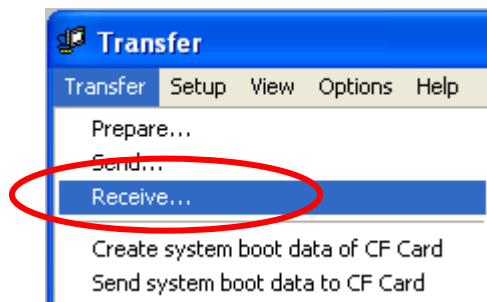 Transfer
Transfer Setup View Options Help
Prepare...
Send...
Receive...
Create system boot data of CF Card
Send system boot data to CF Card